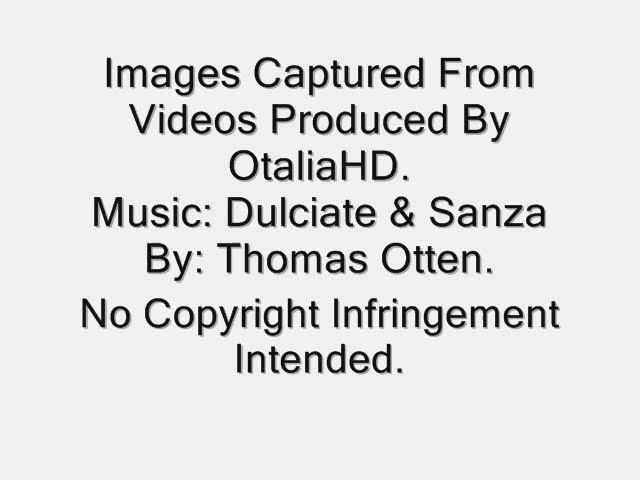 Images Captured From
Videos Produced By
OtaliaHD.
Music: Dulciate & Sanza
By: Thomas Otten.
No Copyright Infringement
Intended.